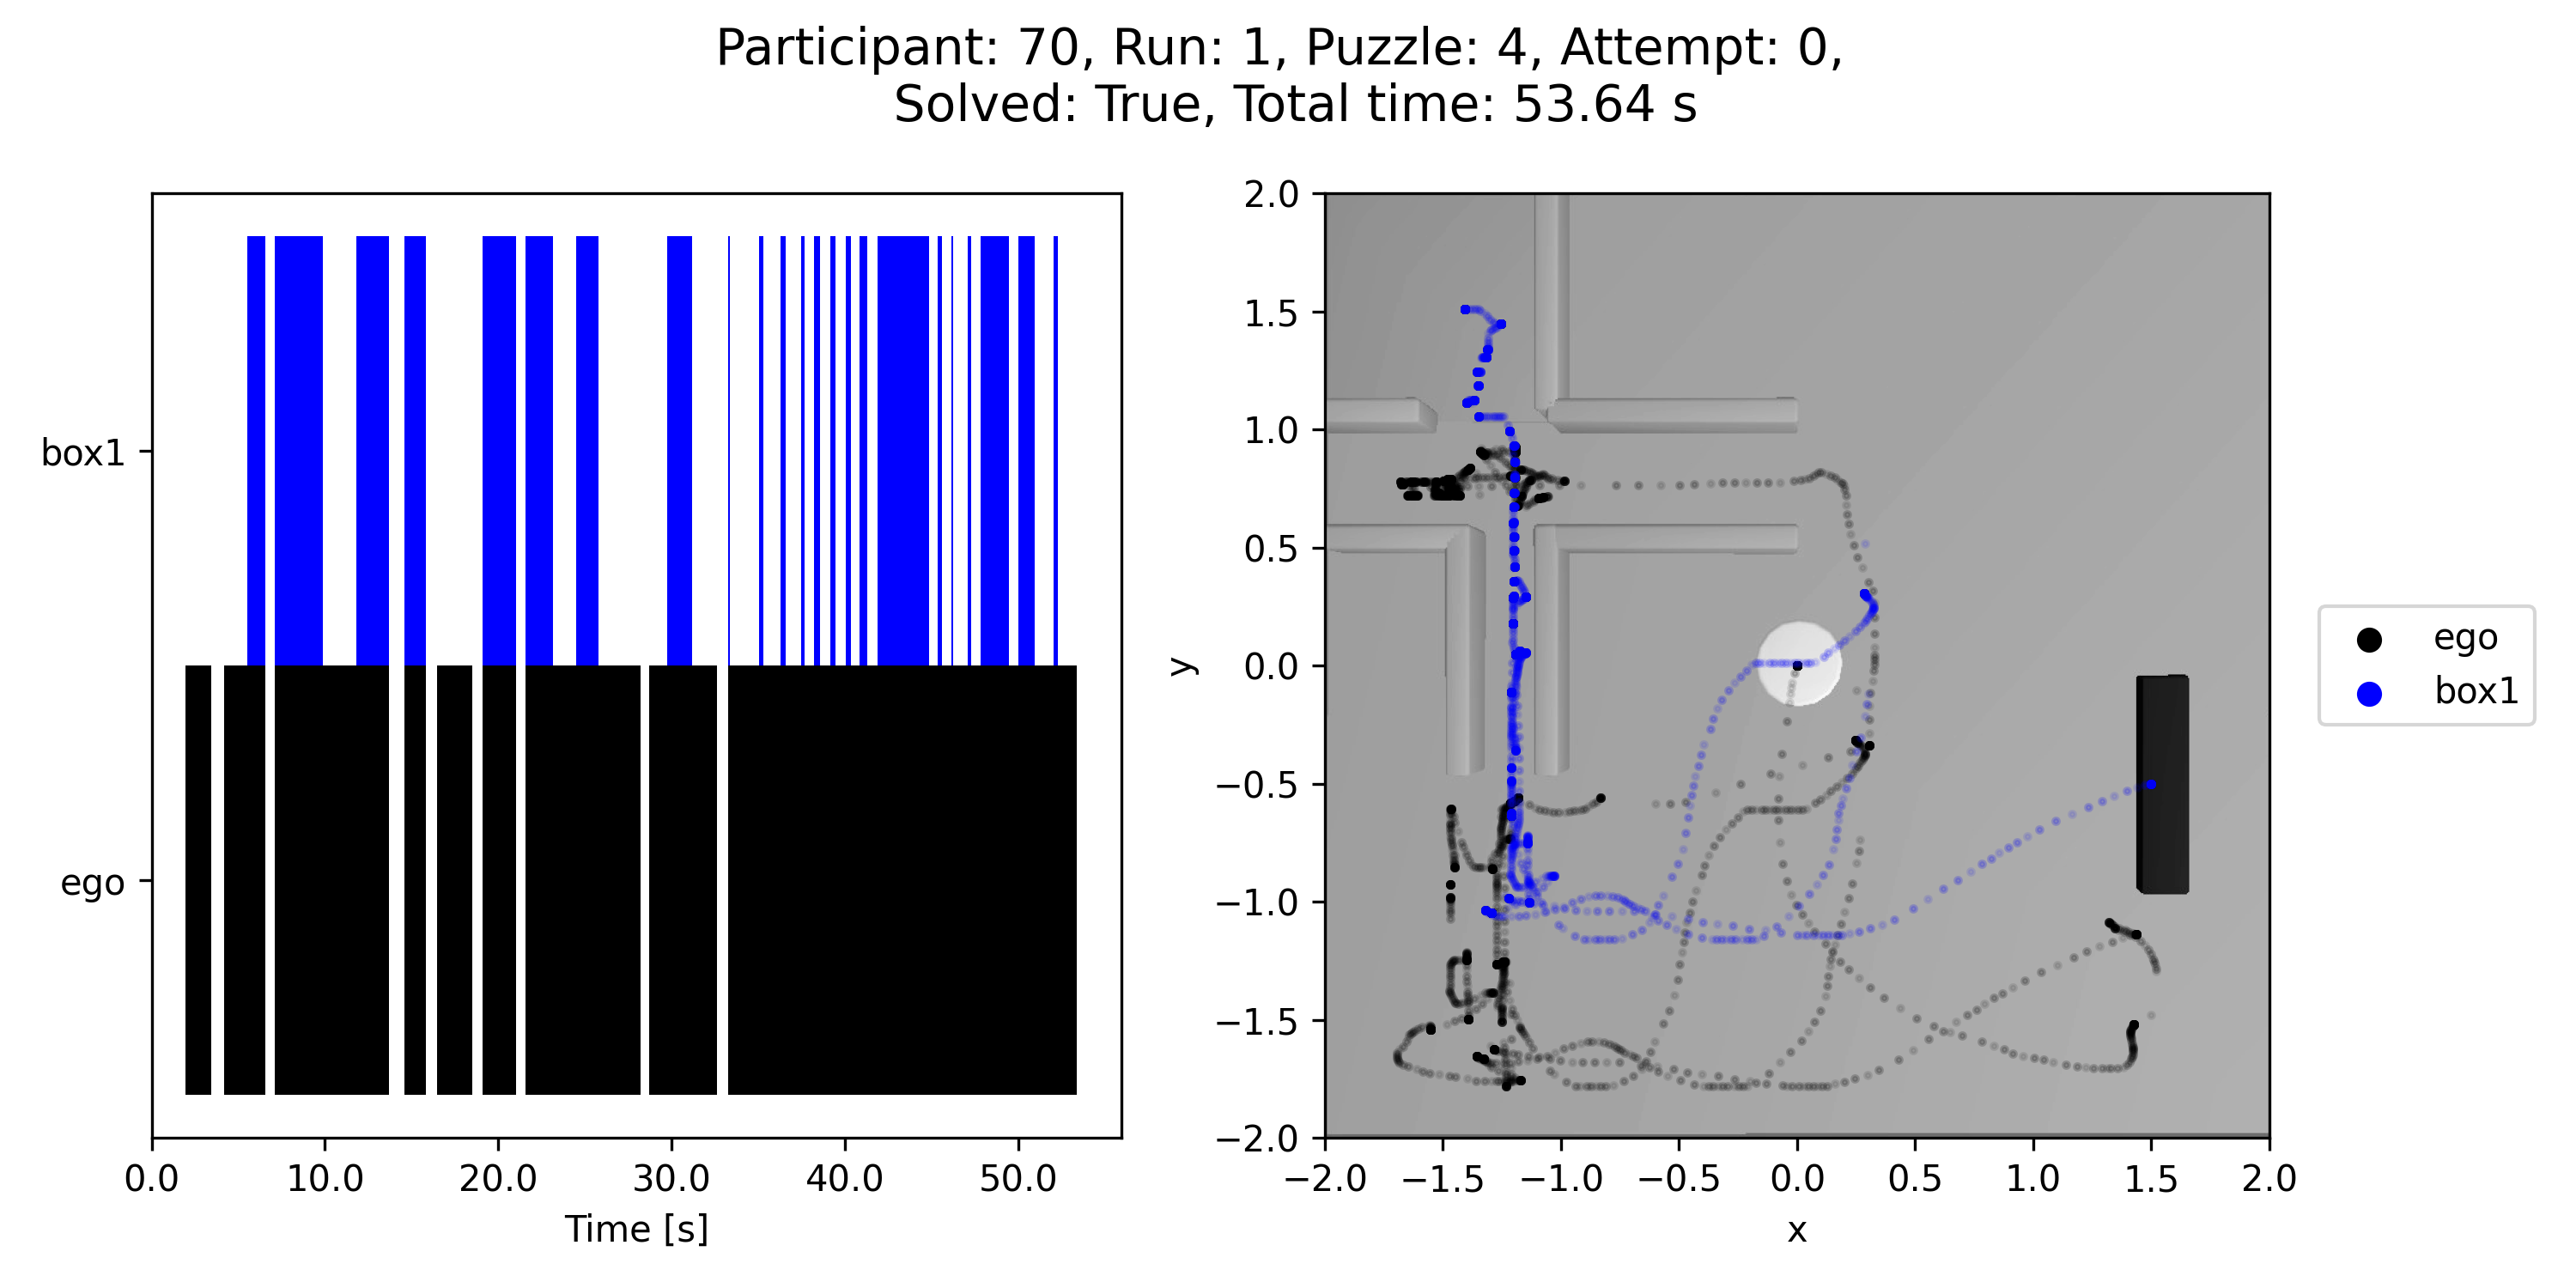 Participant: 70, Run: 1, Puzzle: 4, Attempt: 0,
Solved: True, Total time: 53.64 s
box1
ego
0.0 10.0 20.0 30.0 40.0 50.0
Time [s]
2.0
1.5
1.0
0.5
0.0
−0.5
−1.0
−1.5
−2.0
y
−2.0 −1.5 −1.0 −0.5 0.0 0.5 1.0 1.5 2.0
x
ego
box1